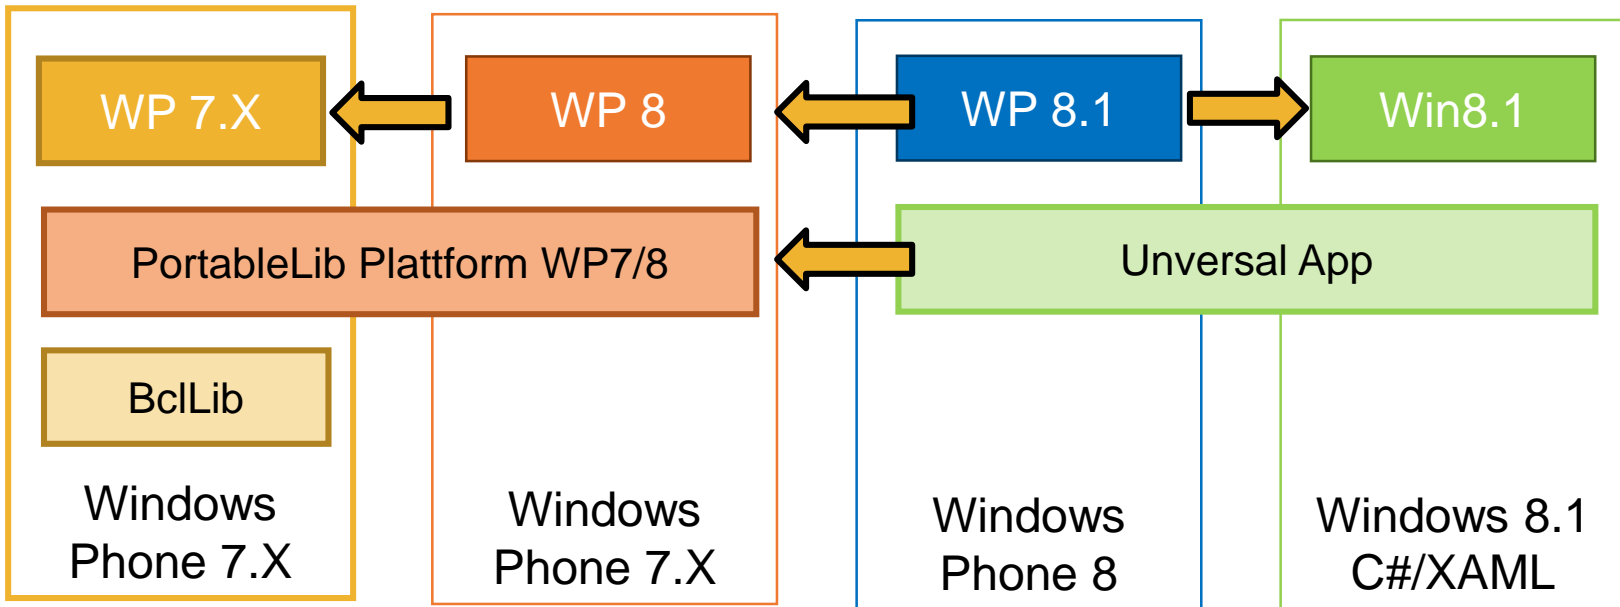 WP 7.X
WP 8
WP 8.1
Win8.1
PortableLib Plattform WP7/8
Unversal App
BclLib
Windows
Phone 7.X
Windows
Phone 7.X
Windows
Phone 8
Windows 8.1
C#/XAML